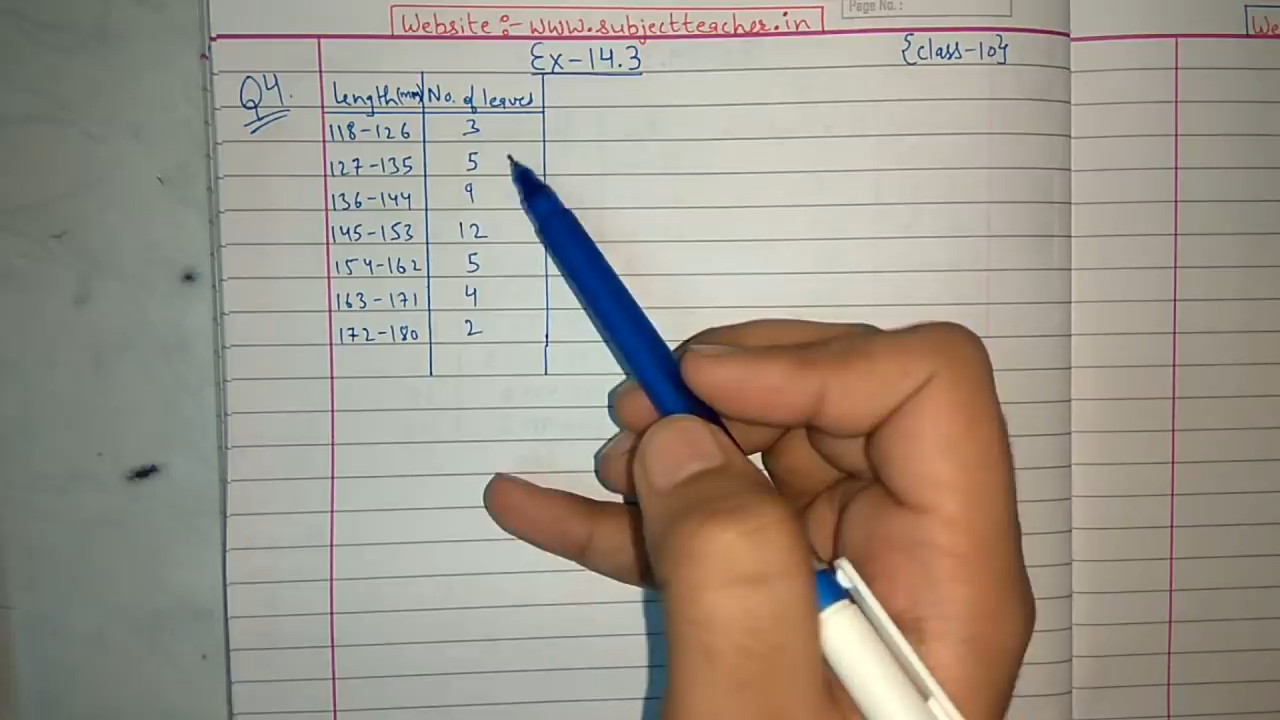 Page No. :
Website :- www.subjectteacher.in
Ex-14.3
{class-10}
Q4.
Length(mm) No. of leaves
118-126 3
127-135 5
136-144 9
145-153 12
154-162 5
163-171 4
172-180 2
We